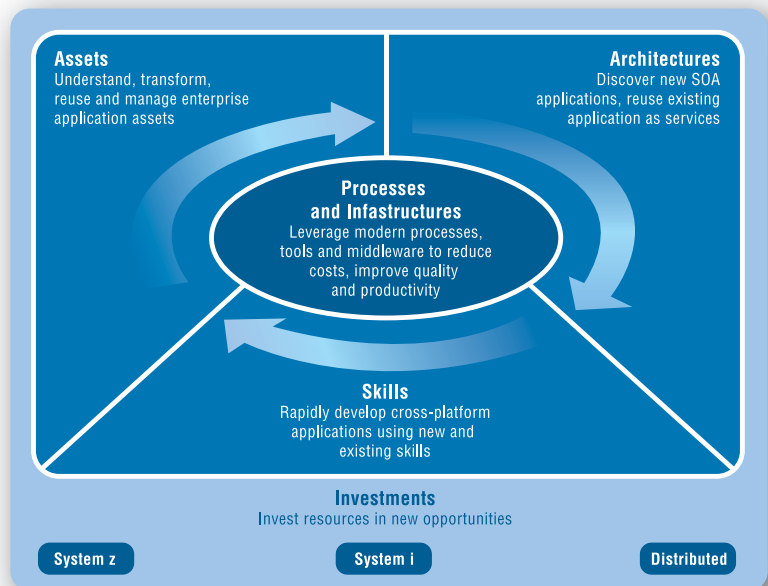 Assets
Understand, transform,
reuse and manage enterprise
application assets
Architectures
Discover new SOA
applications, reuse existing
application as services
Processes
and Infastructures
Leverage modern processes,
tools and middleware to reduce
costs, improve quality
and productivity
Skills
Rapidly develop cross-platform
applications using new and
existing skills
Investments
Invest resources in new opportunities
System z
System i
Distributed